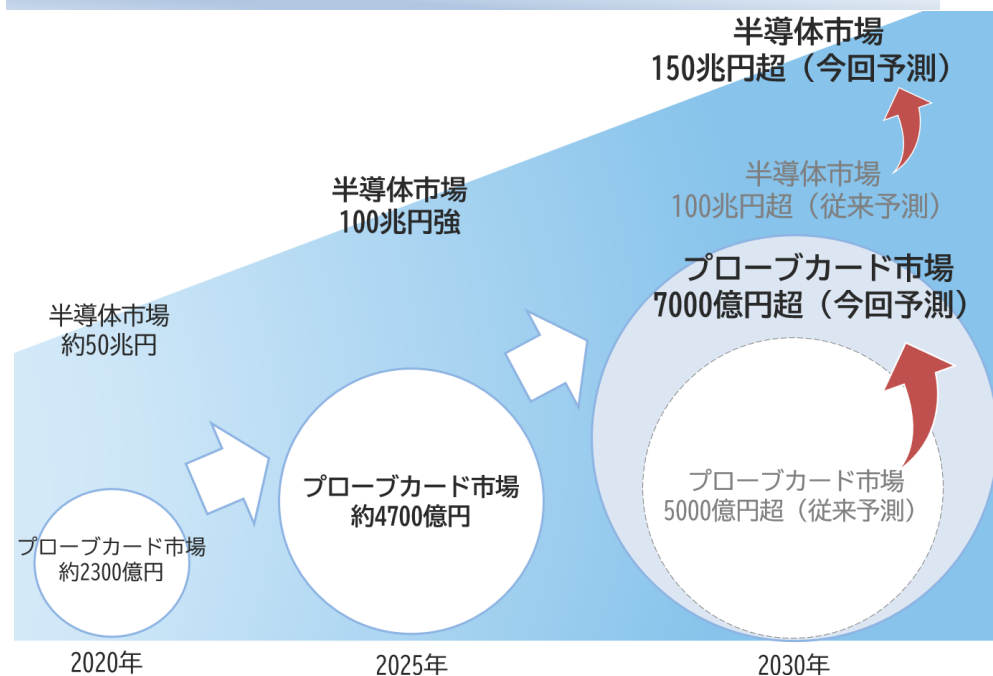 半導体市場
150兆円超（今回予測）
半導体市場
100兆円超（従来予測）
半導体市場
100兆円強
プローブカード市場
7000億円超（今回予測）
半導体市場
約50兆円
プローブカード市場
5000億円超（従来予測）
プローブカード市場
約4700億円
プローブカード市場
約2300億円
2020年
2025年
2030年